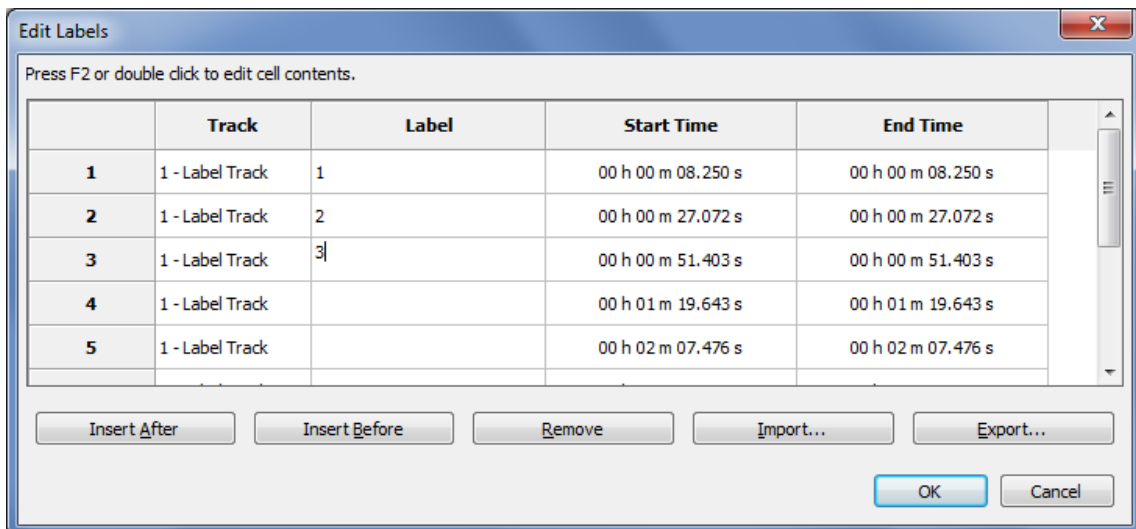 Edit Labels
Press F2 or double click to edit cell contents.
Track Label Start Time End Time
1 1 - Label Track 1 00 h 00 m 08.250 s 00 h 00 m 08.250 s
2 1 - Label Track 2 00 h 00 m 27.072 s 00 h 00 m 27.072 s
3 1 - Label Track 3 00 h 00 m 51.403 s 00 h 00 m 51.403 s
4 1 - Label Track 00 h 01 m 19.643 s 00 h 01 m 19.643 s
5 1 - Label Track 00 h 02 m 07.476 s 00 h 02 m 07.476 s
Insert After Insert Before Remove Import... Export...
OK Cancel